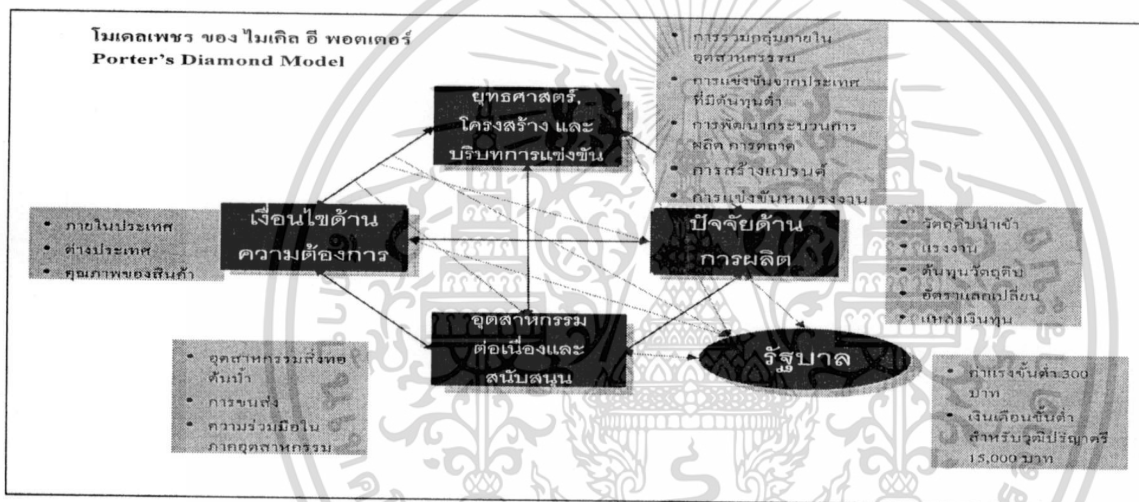 โมเดลเพชร ของ ไมเคิล อี พอตเตอร์
Porter's Diamond Model
ยุทธศาสตร์,
โครงสร้าง และ
บริบทการแข่งขัน
• การรวมกลุ่มภายใน
อุตสาหกรรม
• การแข่งขันจากประเทศ
ที่มีต้นทุนต่ำ
• การพัฒนากระบวนการ
ผลิต การตลาด
• การสร้างแบรนด์
• การแข่งขันหาแรงงาน
• ภายในประเทศ
• ต่างประเทศ
• คุณภาพของสินค้า
เงื่อนไขด้าน
ความต้องการ
ปัจจัยด้าน
การผลิต
• วัตถุดิบนำเข้า
• แรงงาน
• ต้นทุนวัตถุดิบ
• อัตราแลกเปลี่ยน
• แหล่งเงินทุน
อุตสาหกรรม
ต่อเนื่องและ
สนับสนุน
รัฐบาล
• อุตสาหกรรมสิ่งทอ
ต้นน้ำ
• การขนส่ง
• ความร่วมมือใน
ภาคอุตสาหกรรม
• ค่าแรงขั้นต่ำ 300
บาท
• เงินเดือนขั้นต่ำ
สำหรับวุฒิปริญญาตรี
15,000 บาท